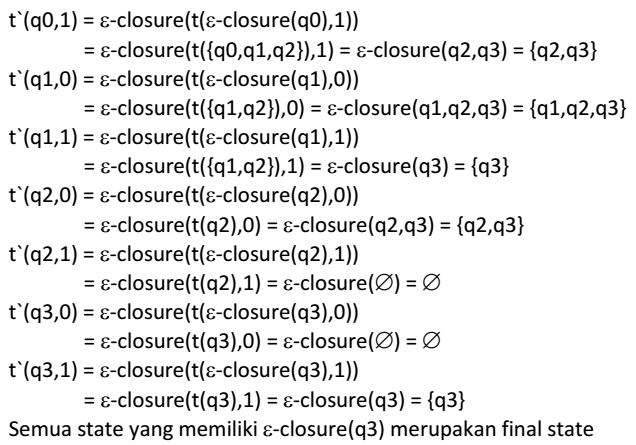 t`(q0,1) = ε-closure(t(ε-closure(q0),1))
= ε-closure(t({q0,q1,q2}),1) = ε-closure(q2,q3) = {q2,q3}
t`(q1,0) = ε-closure(t(ε-closure(q1),0))
= ε-closure(t({q1,q2}),0) = ε-closure(q1,q2,q3) = {q1,q2,q3}
t`(q1,1) = ε-closure(t(ε-closure(q1),1))
= ε-closure(t({q1,q2}),1) = ε-closure(q3) = {q3}
t`(q2,0) = ε-closure(t(ε-closure(q2),0))
= ε-closure(t(q2),0) = ε-closure(q2,q3) = {q2,q3}
t`(q2,1) = ε-closure(t(ε-closure(q2),1))
= ε-closure(t(q2),1) = ε-closure(∅) = ∅
t`(q3,0) = ε-closure(t(ε-closure(q3),0))
= ε-closure(t(q3),0) = ε-closure(∅) = ∅
t`(q3,1) = ε-closure(t(ε-closure(q3),1))
= ε-closure(t(q3),1) = ε-closure(q3) = {q3}
Semua state yang memiliki ε-closure(q3) merupakan final state